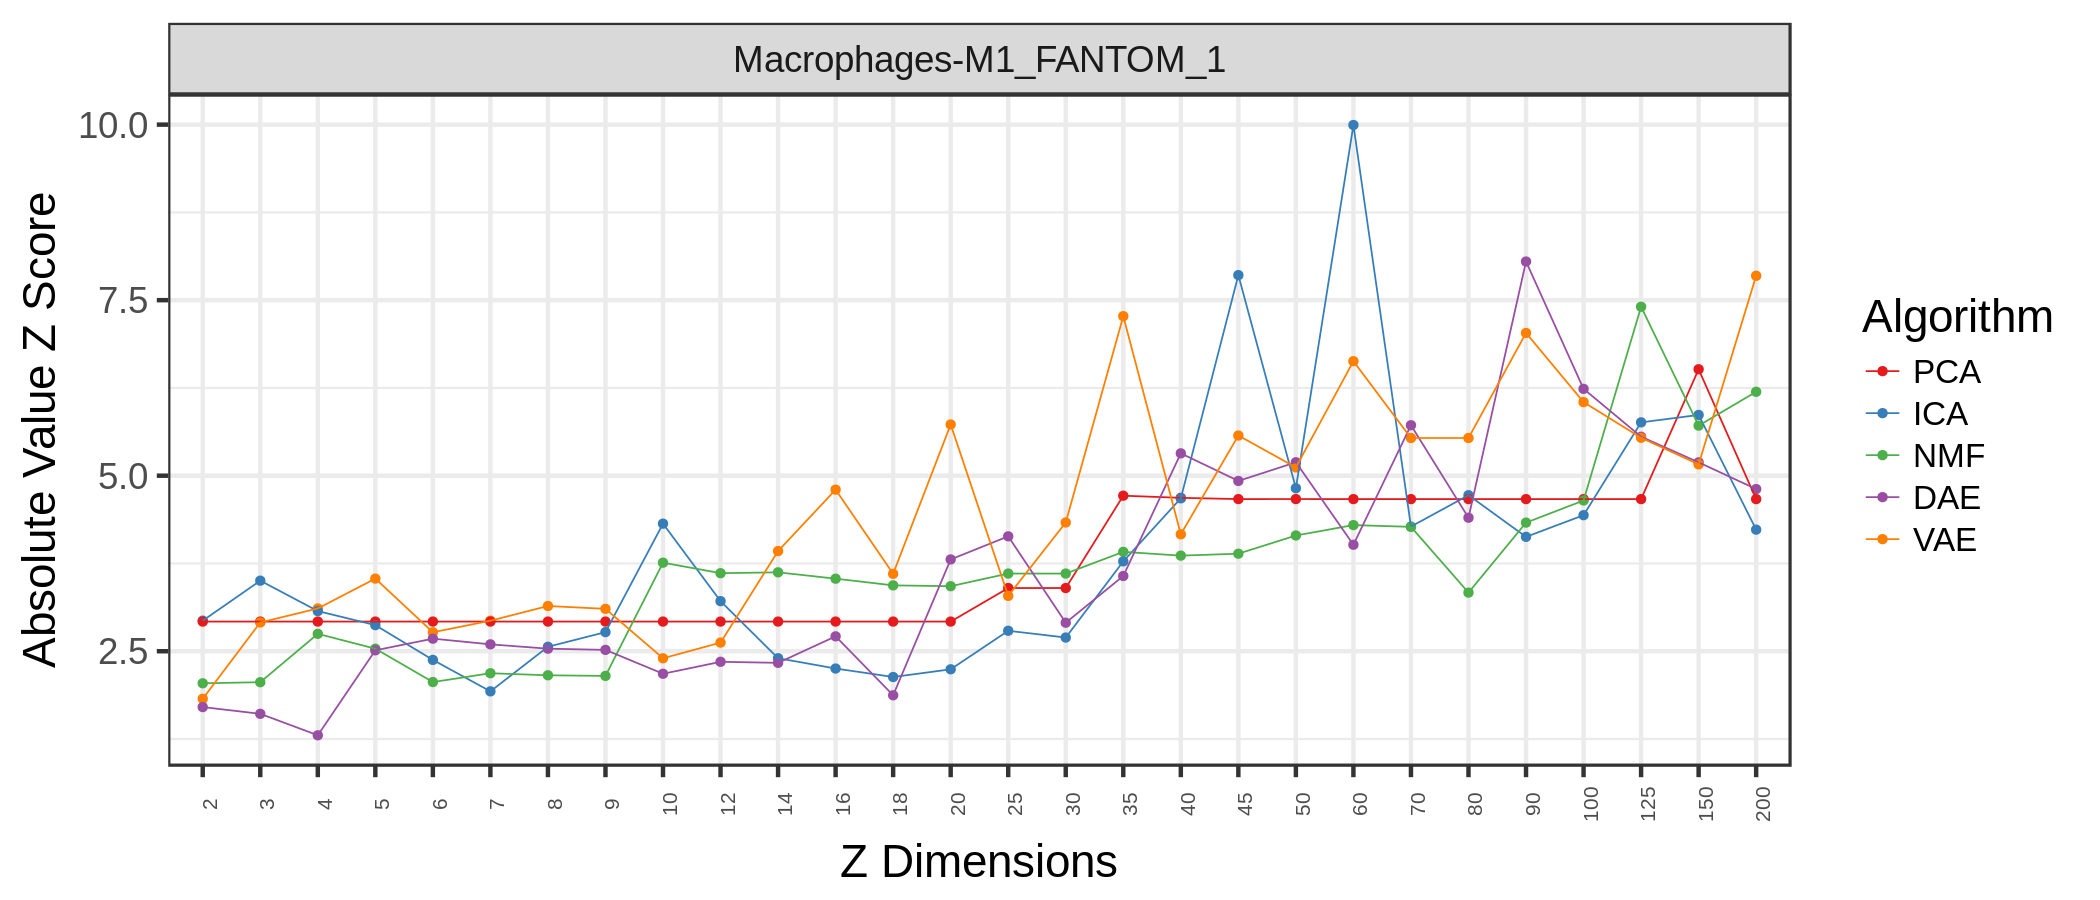 Macrophages-M1_FANTOM_1
Absolute Value Z Score
10.0
7.5
5.0
2.5
2 3 4 5 6 7 8 9 10 12 14 16 18 20 25 30 35 40 45 50 60 70 80 90 100 125 150 200
Z Dimensions
Algorithm
PCA
ICA
NMF
DAE
VAE